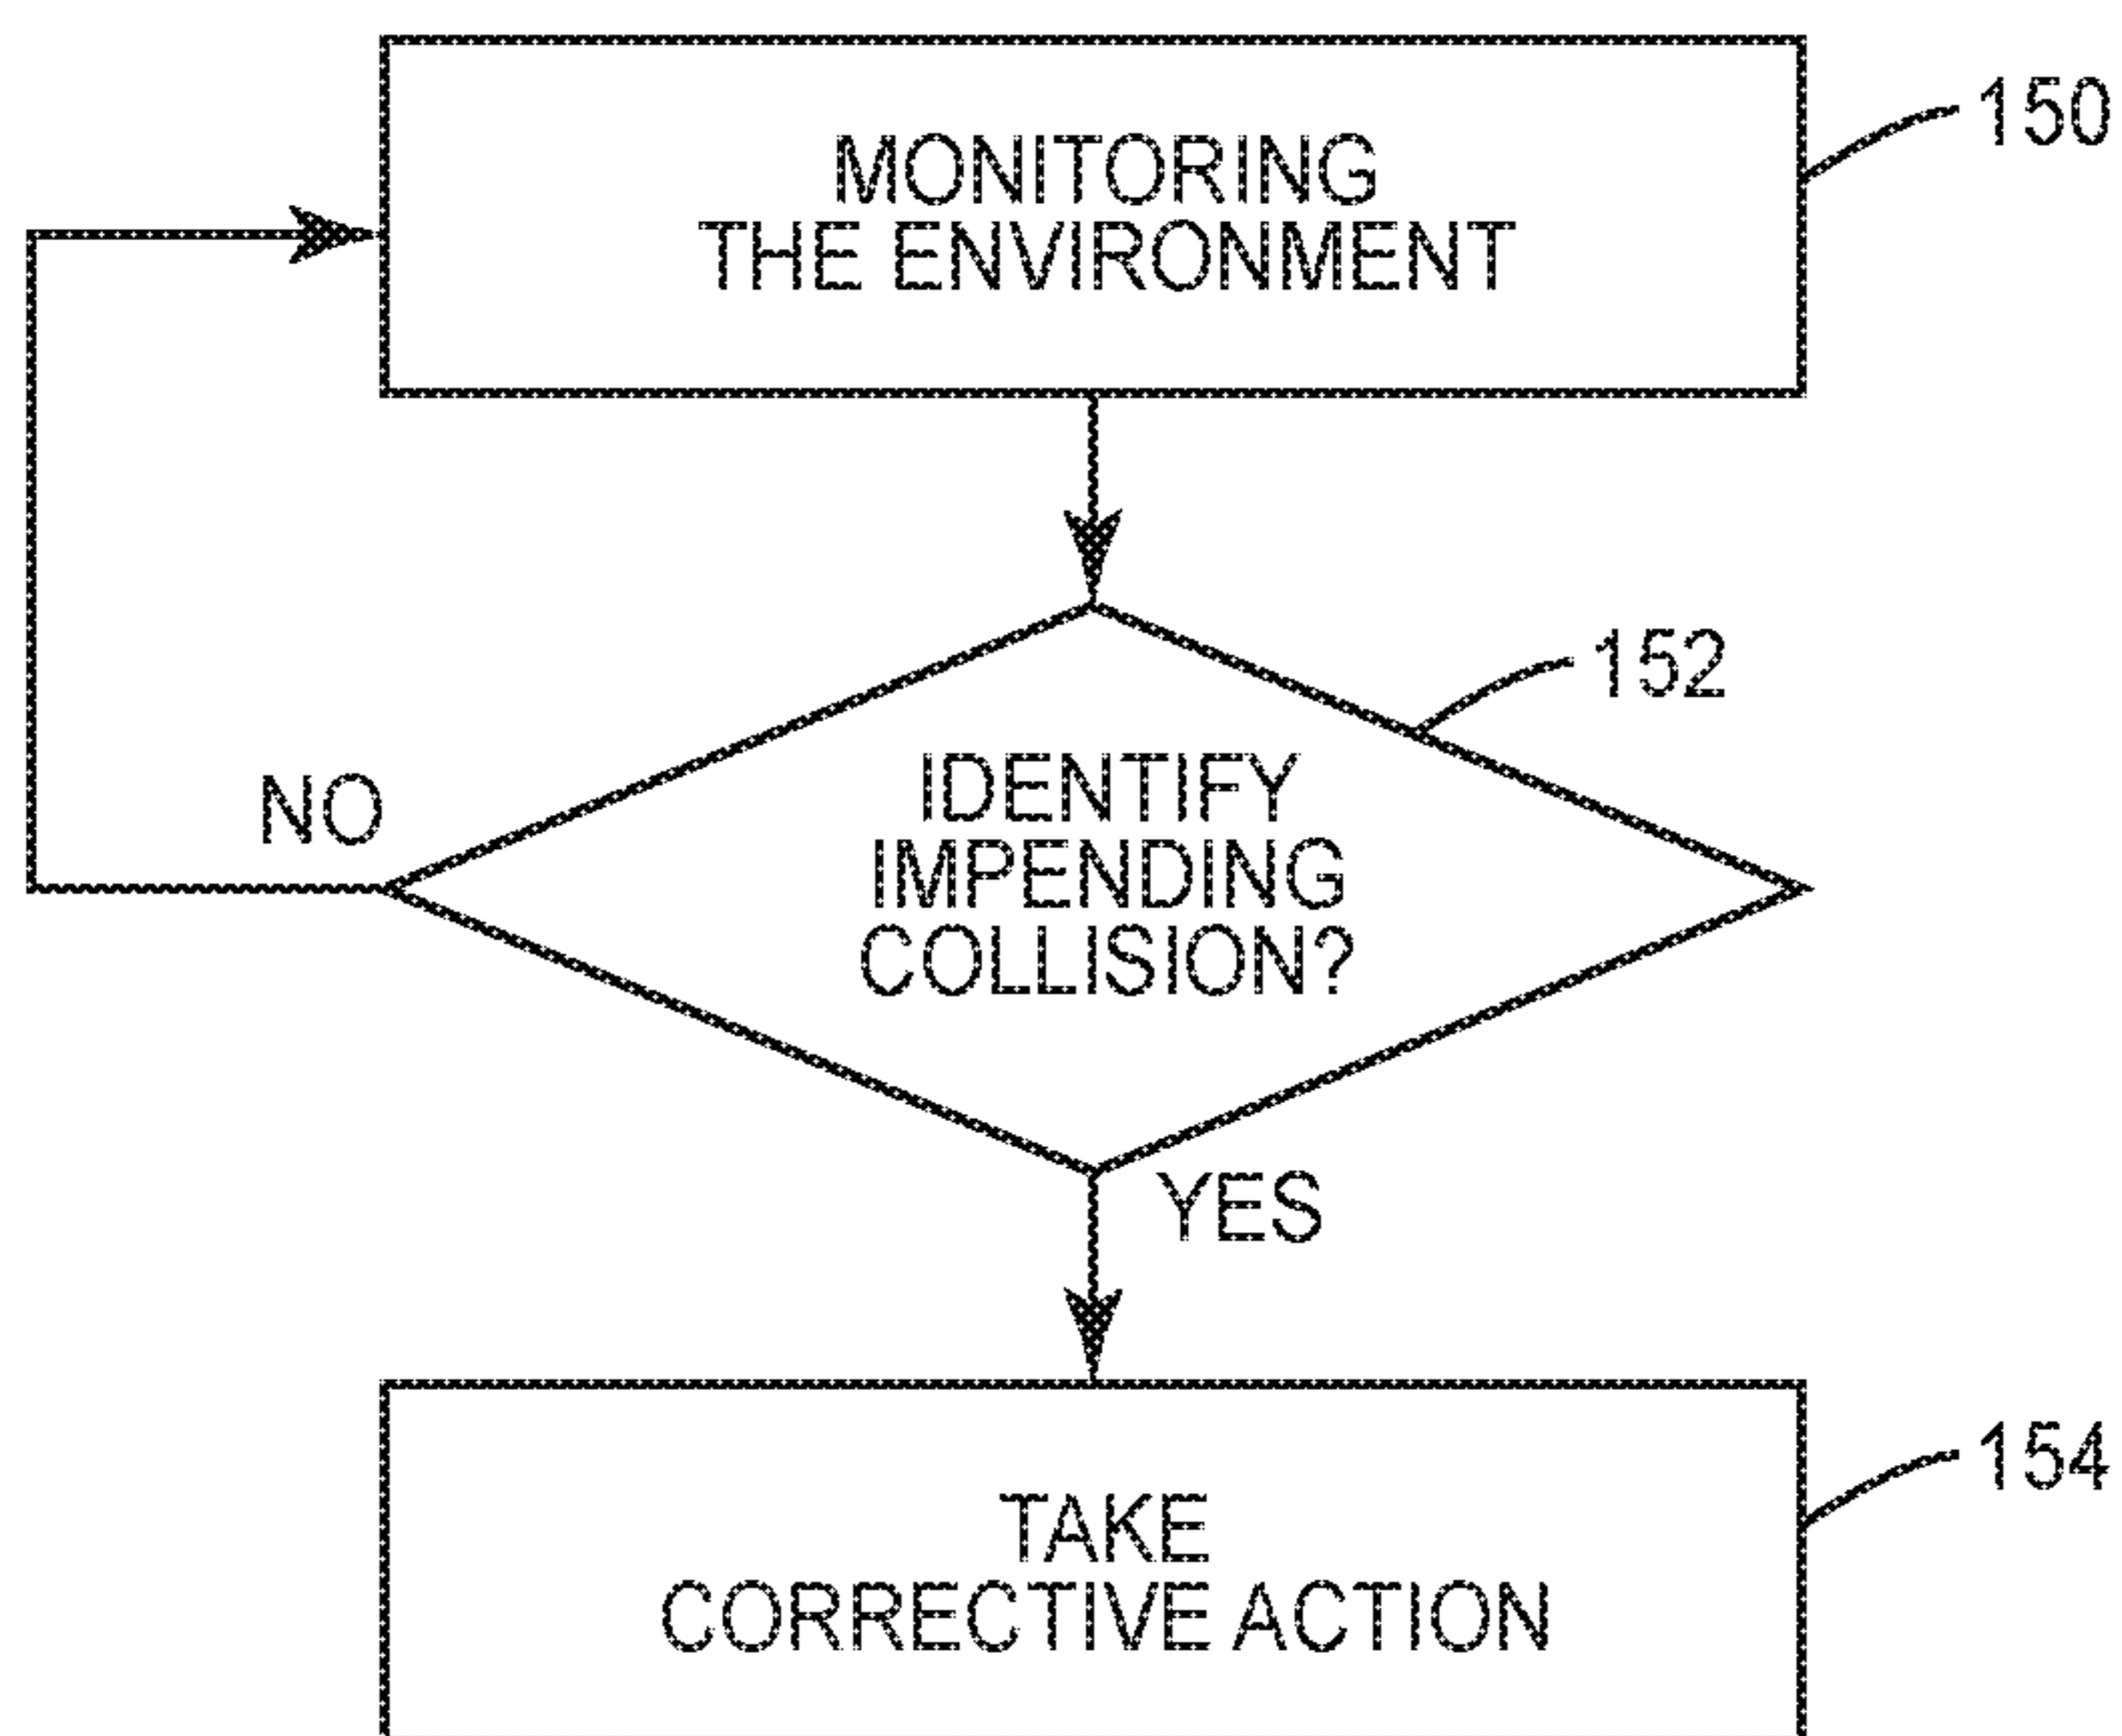 MONITORING
THE ENVIRONMENT
150
152
IDENTIFY
IMPENDING
COLLISION?
NO
YES
154
TAKE
CORRECTIVE ACTION